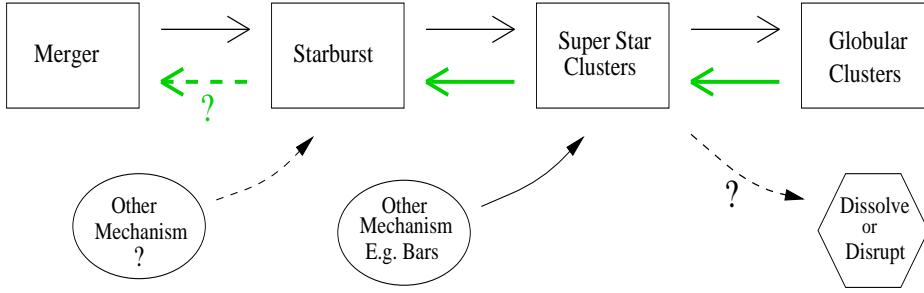 Merger
Starburst
Super Star
Clusters
Globular
Clusters
?
Other
Mechanism
?
Other
Mechanism
E.g. Bars
?
Dissolve
or
Disrupt